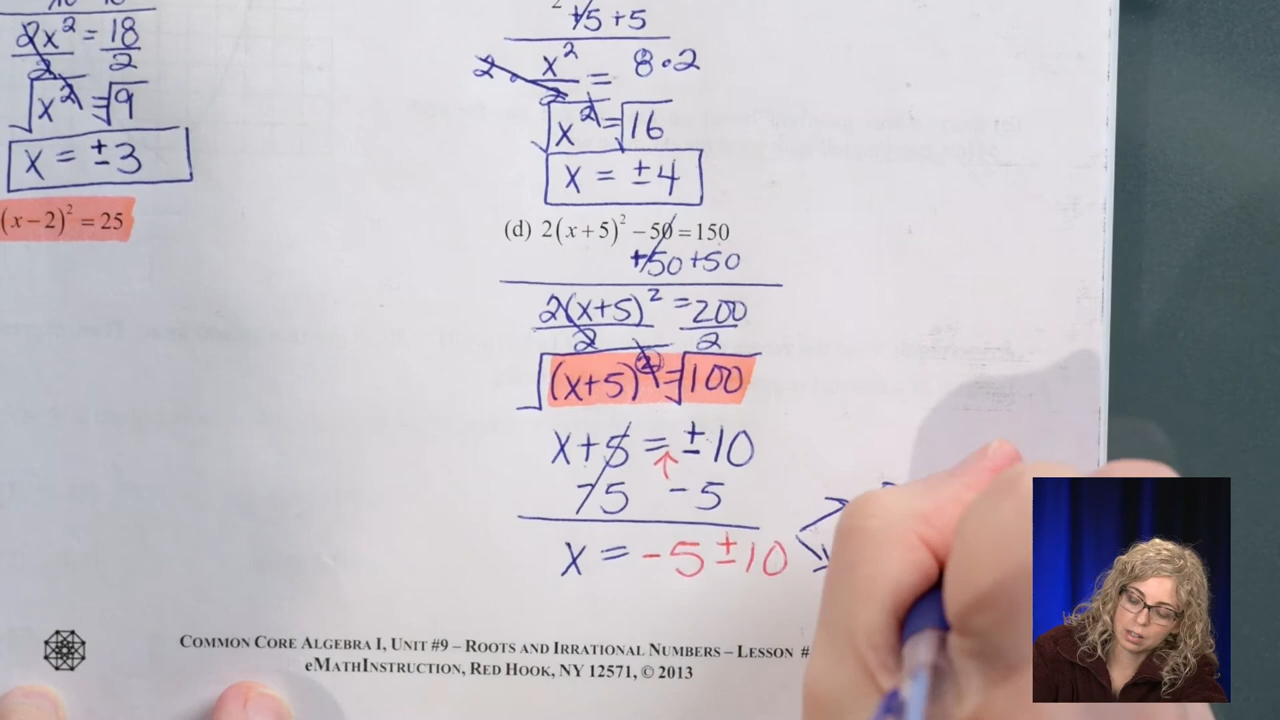 2x² = 18
2 2
√x² = √9
x = ±3
(x−2)² = 25
+5 +5
2 · x²/2 = 8·2
√x² = √16
x = ±4
(d) 2(x+5)² − 50 = 150
+50 +50
2(x+5)² = 200
2 2
√(x+5)² = √100
x+5 = ±10
−5 −5
x = −5 ± 10
COMMON CORE ALGEBRA I, UNIT #9 – ROOTS AND IRRATIONAL NUMBERS – LESSON #
eMATHINSTRUCTION, RED HOOK, NY 12571, © 2013